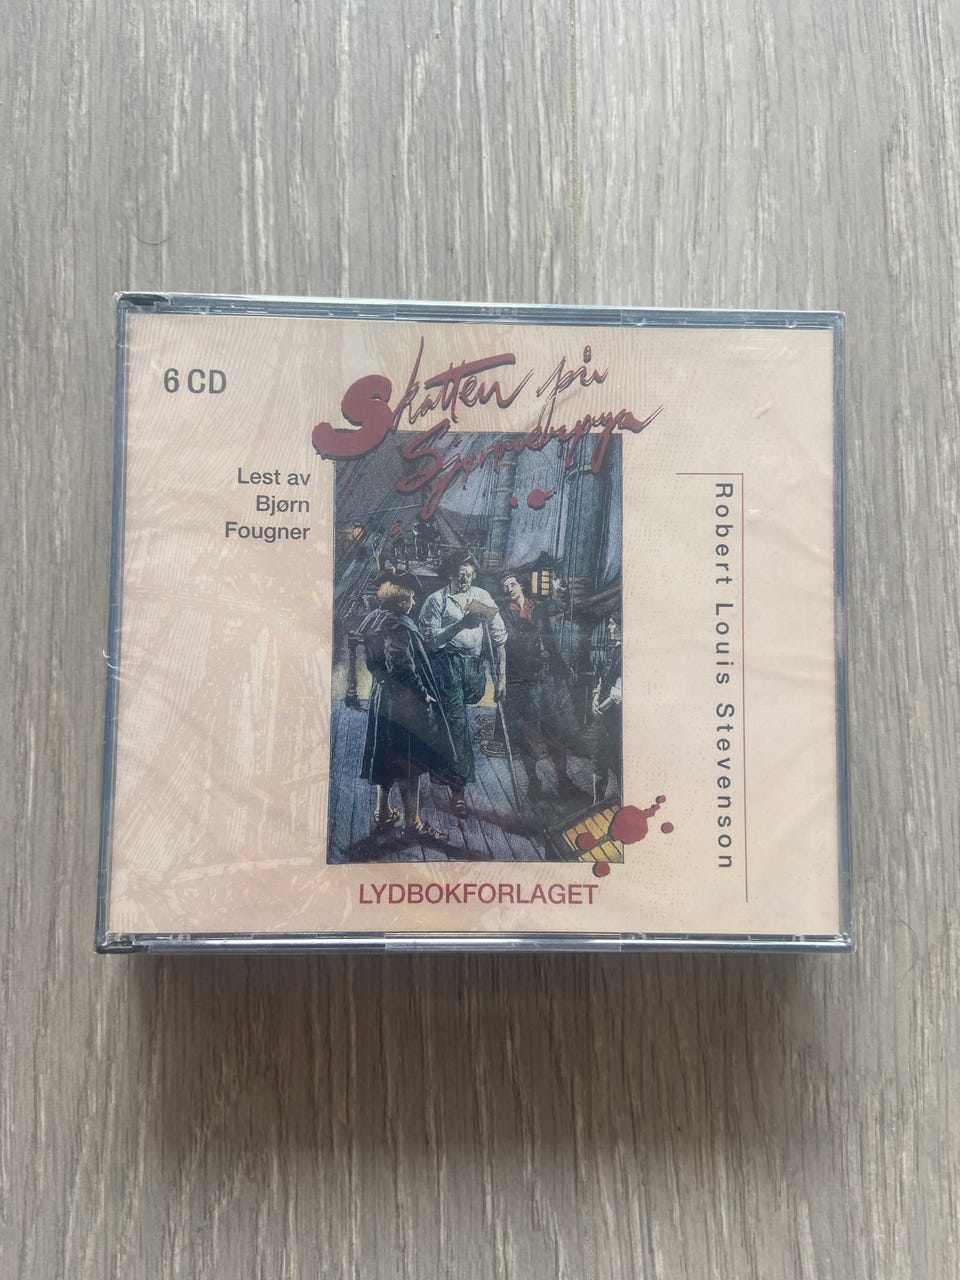 6 CD
Skatten på
Sjørøverøya
Lest av
Bjørn
Fougner
Robert Louis Stevenson
LYDBOKFORLAGET